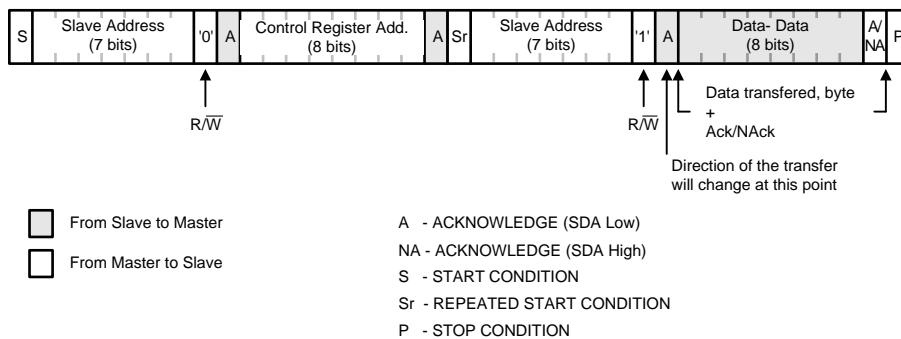 S Slave Address (7 bits) '0' A Control Register Add. (8 bits) A Sr Slave Address (7 bits) '1' A Data- Data (8 bits) A/NA P
R/W̅
R/W̅
Data transfered, byte
+
Ack/NAck
Direction of the transfer
will change at this point
From Slave to Master
From Master to Slave
A - ACKNOWLEDGE (SDA Low)
NA - ACKNOWLEDGE (SDA High)
S - START CONDITION
Sr - REPEATED START CONDITION
P - STOP CONDITION